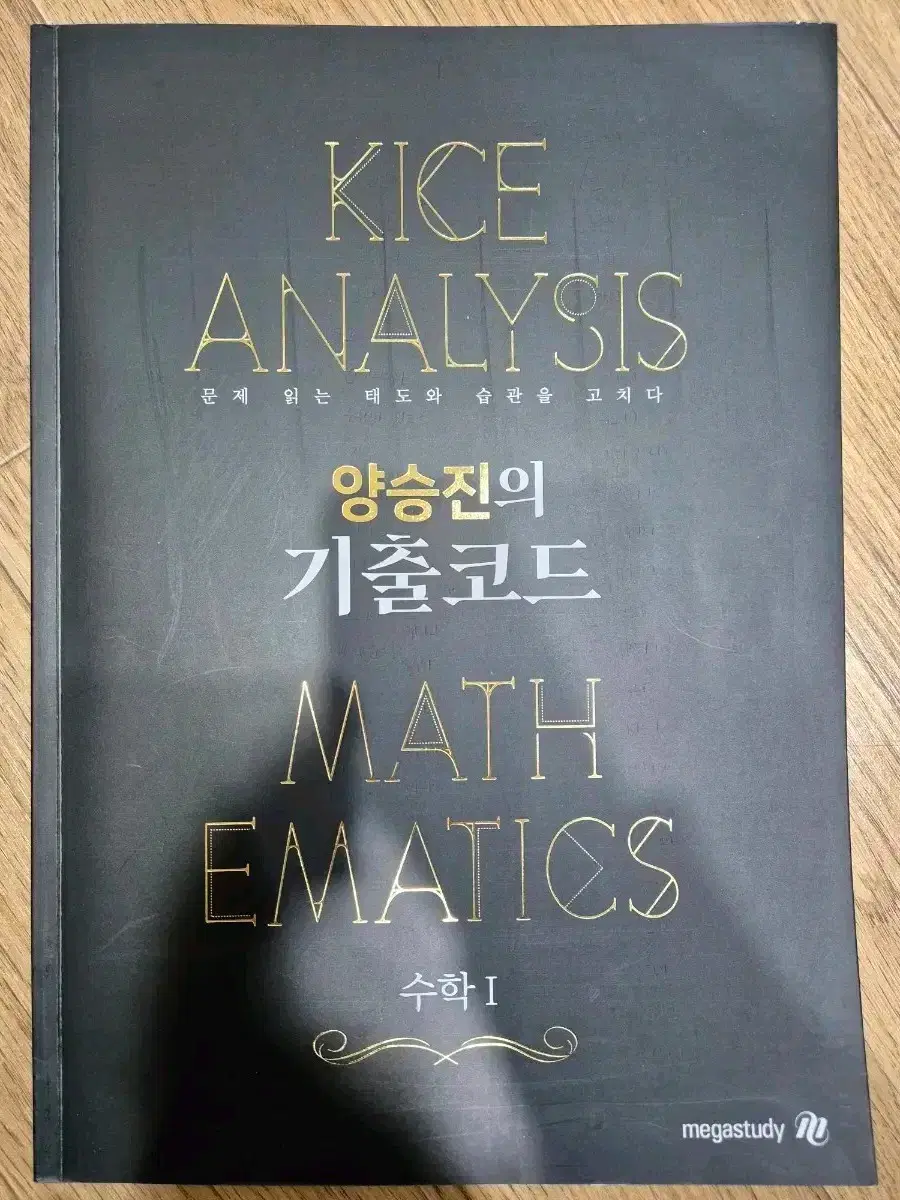 KICE
ANALYSIS
문제 읽는 태도와 습관을 고치다
양승진의
기출코드
MATH
EMATICS
수학 I
megastudy